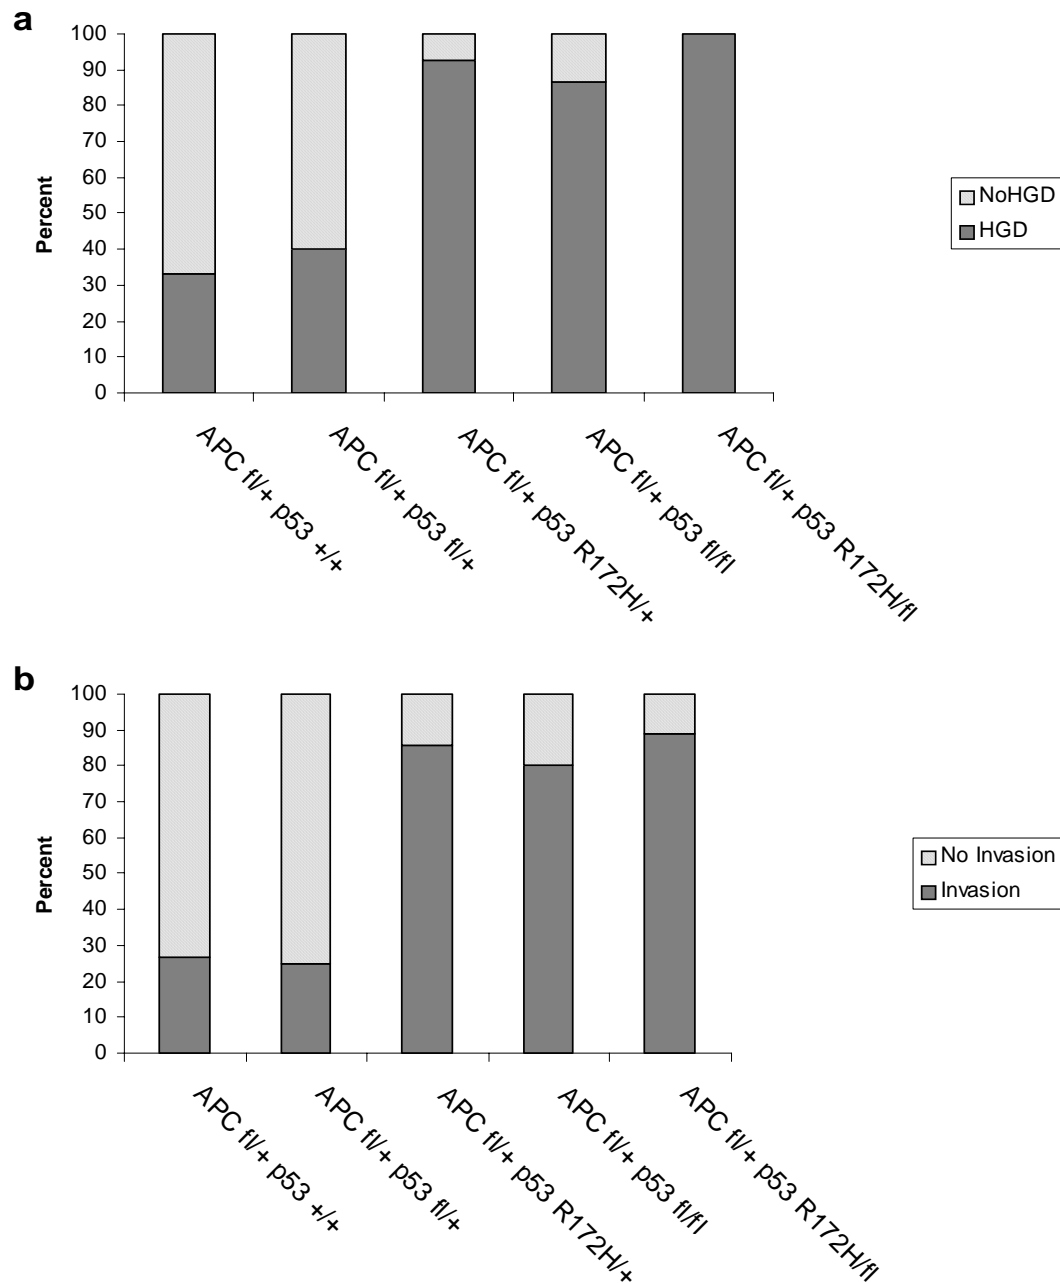 a
100
90
80
70
60
50
40
30
20
10
0
Percent
APC fl/+ p53 +/+
APC fl/+ p53 fl/+
APC fl/+ p53 R172H/+
APC fl/+ p53 fl/fl
APC fl/+ p53 R172H/fl
NoHGD
HGD
b
100
90
80
70
60
50
40
30
20
10
0
Percent
APC fl/+ p53 +/+
APC fl/+ p53 fl/+
APC fl/+ p53 R172H/+
APC fl/+ p53 fl/fl
APC fl/+ p53 R172H/fl
No Invasion
Invasion